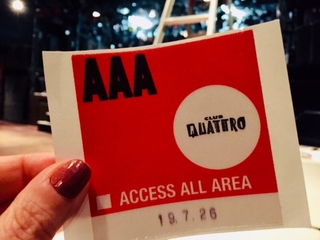 AAA
CLUB
QUATTRO
ACCESS ALL AREA
19.7.26